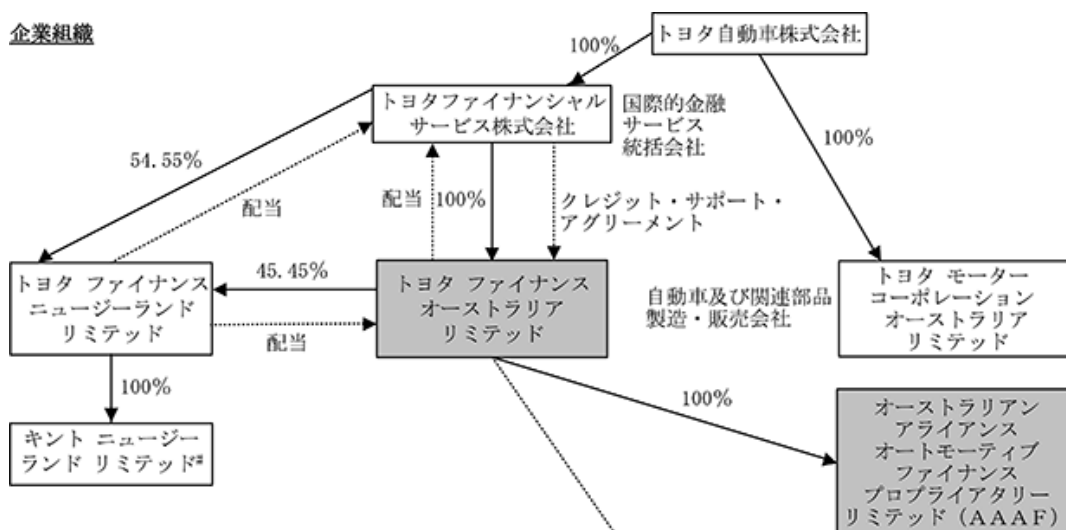 企業組織
トヨタ自動車株式会社
100%
トヨタファイナンシャル
サービス株式会社
国際的金融
サービス
統括会社
100%
54.55%
配当
配当
100%
クレジット・サポート・
アグリーメント
トヨタ ファイナンス
ニュージーランド
リミテッド
45.45%
配当
トヨタ ファイナンス
オーストラリア
リミテッド
自動車及び関連部品
製造・販売会社
トヨタ モーター
コーポレーション
オーストラリア
リミテッド
100%
キント ニュージー
ランド リミテッド
100%
オーストラリアン
アライアンス
オートモーティブ
ファイナンス
プロプライアタリー
リミテッド（ＡＡＡＦ）